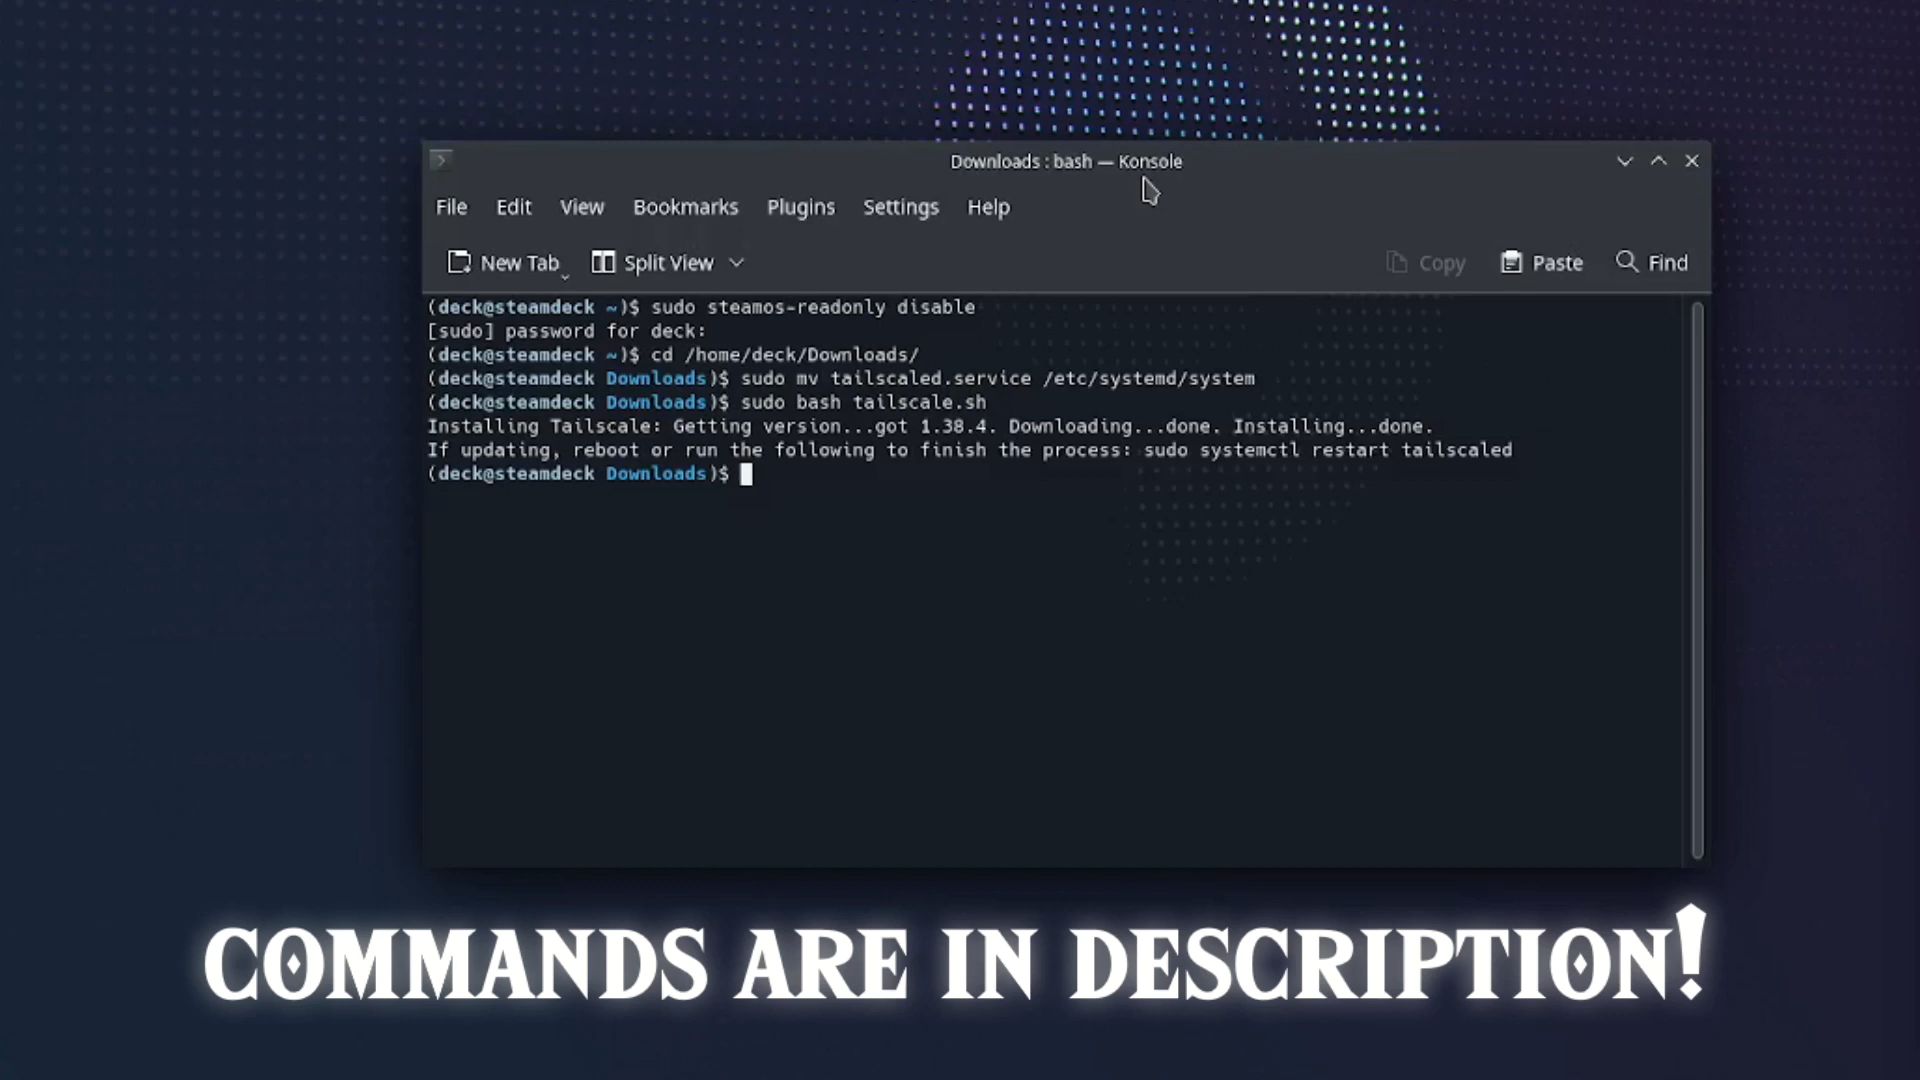 Downloads : bash — Konsole
File Edit View Bookmarks Plugins Settings Help
New Tab Split View Copy Paste Find
(deck@steamdeck ~)$ sudo steamos-readonly disable
[sudo] password for deck:
(deck@steamdeck ~)$ cd /home/deck/Downloads/
(deck@steamdeck Downloads)$ sudo mv tailscaled.service /etc/systemd/system
(deck@steamdeck Downloads)$ sudo bash tailscale.sh
Installing Tailscale: Getting version...got 1.38.4. Downloading...done. Installing...done.
If updating, reboot or run the following to finish the process: sudo systemctl restart tailscaled
(deck@steamdeck Downloads)$
COMMANDS ARE IN DESCRIPTION!